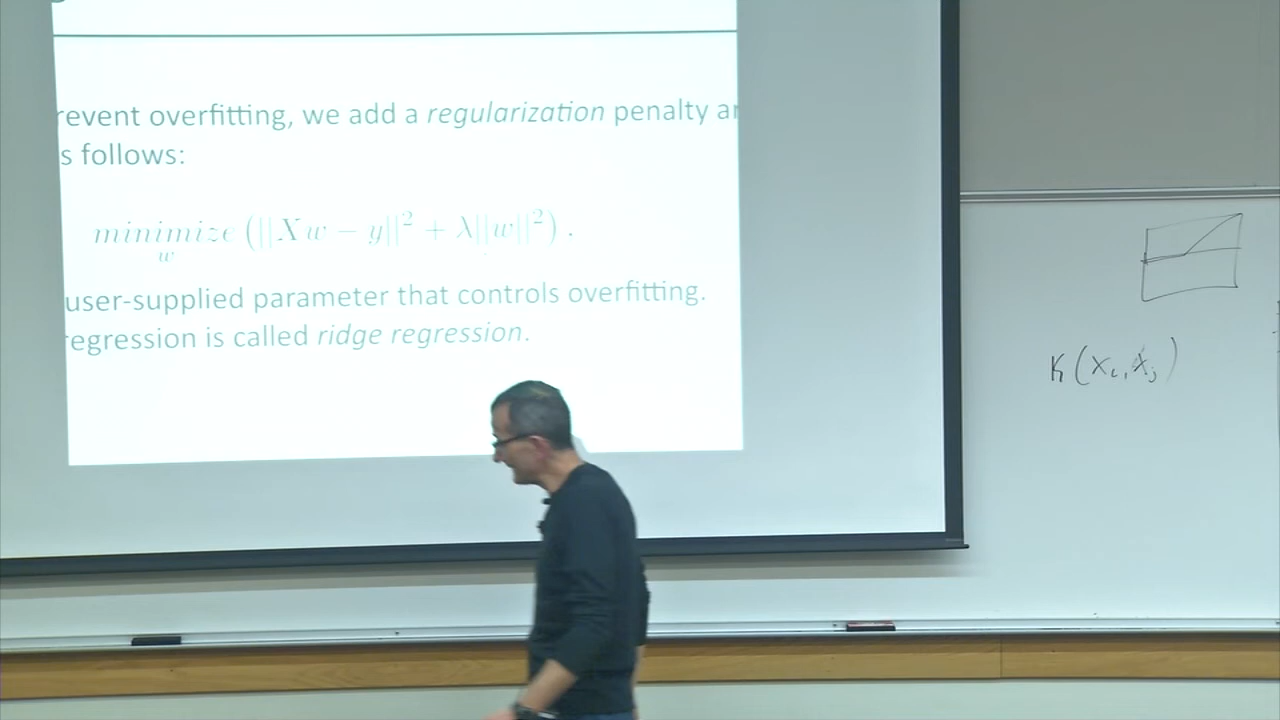 revent overfitting, we add a regularization penalty ar
s follows:
minimize (||Xw − y||² + λ||w||²) .
w
user-supplied parameter that controls overfitting.
regression is called ridge regression.
K(xᵢ, xⱼ)